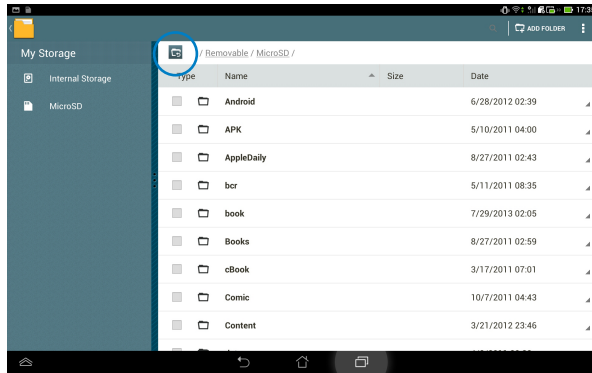 17:35
ADD FOLDER
My Storage
/ Removable / MicroSD /
Internal Storage
MicroSD
Type Name Size Date
Android 6/28/2012 02:39
APK 5/10/2011 04:00
AppleDaily 8/27/2011 02:43
bcr 5/11/2011 08:35
book 7/29/2013 02:05
Books 8/27/2011 02:59
cBook 3/17/2011 07:01
Comic 10/7/2011 04:43
Content 3/21/2012 23:46